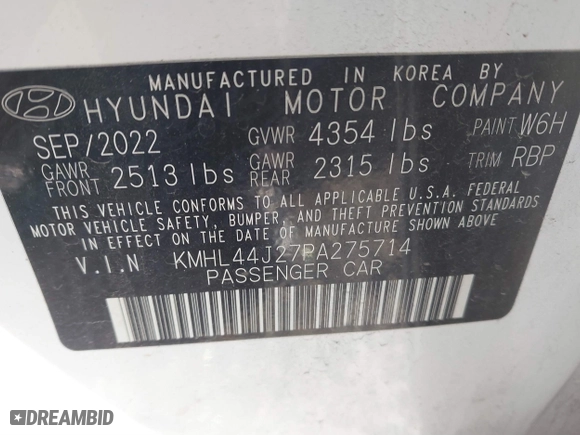 MANUFACTURED IN KOREA BY
HYUNDAI MOTOR COMPANY
SEP/2022 GVWR 4354 lbs PAINT W6H
GAWR FRONT 2513 lbs GAWR REAR 2315 lbs TRIM RBP
THIS VEHICLE CONFORMS TO ALL APPLICABLE U.S.A. FEDERAL
MOTOR VEHICLE SAFETY, BUMPER, AND THEFT PREVENTION STANDARDS
IN EFFECT ON THE DATE OF MANUFACTURE SHOWN ABOVE.
V.I.N KMHL44J27PA275714
PASSENGER CAR
DREAMBID